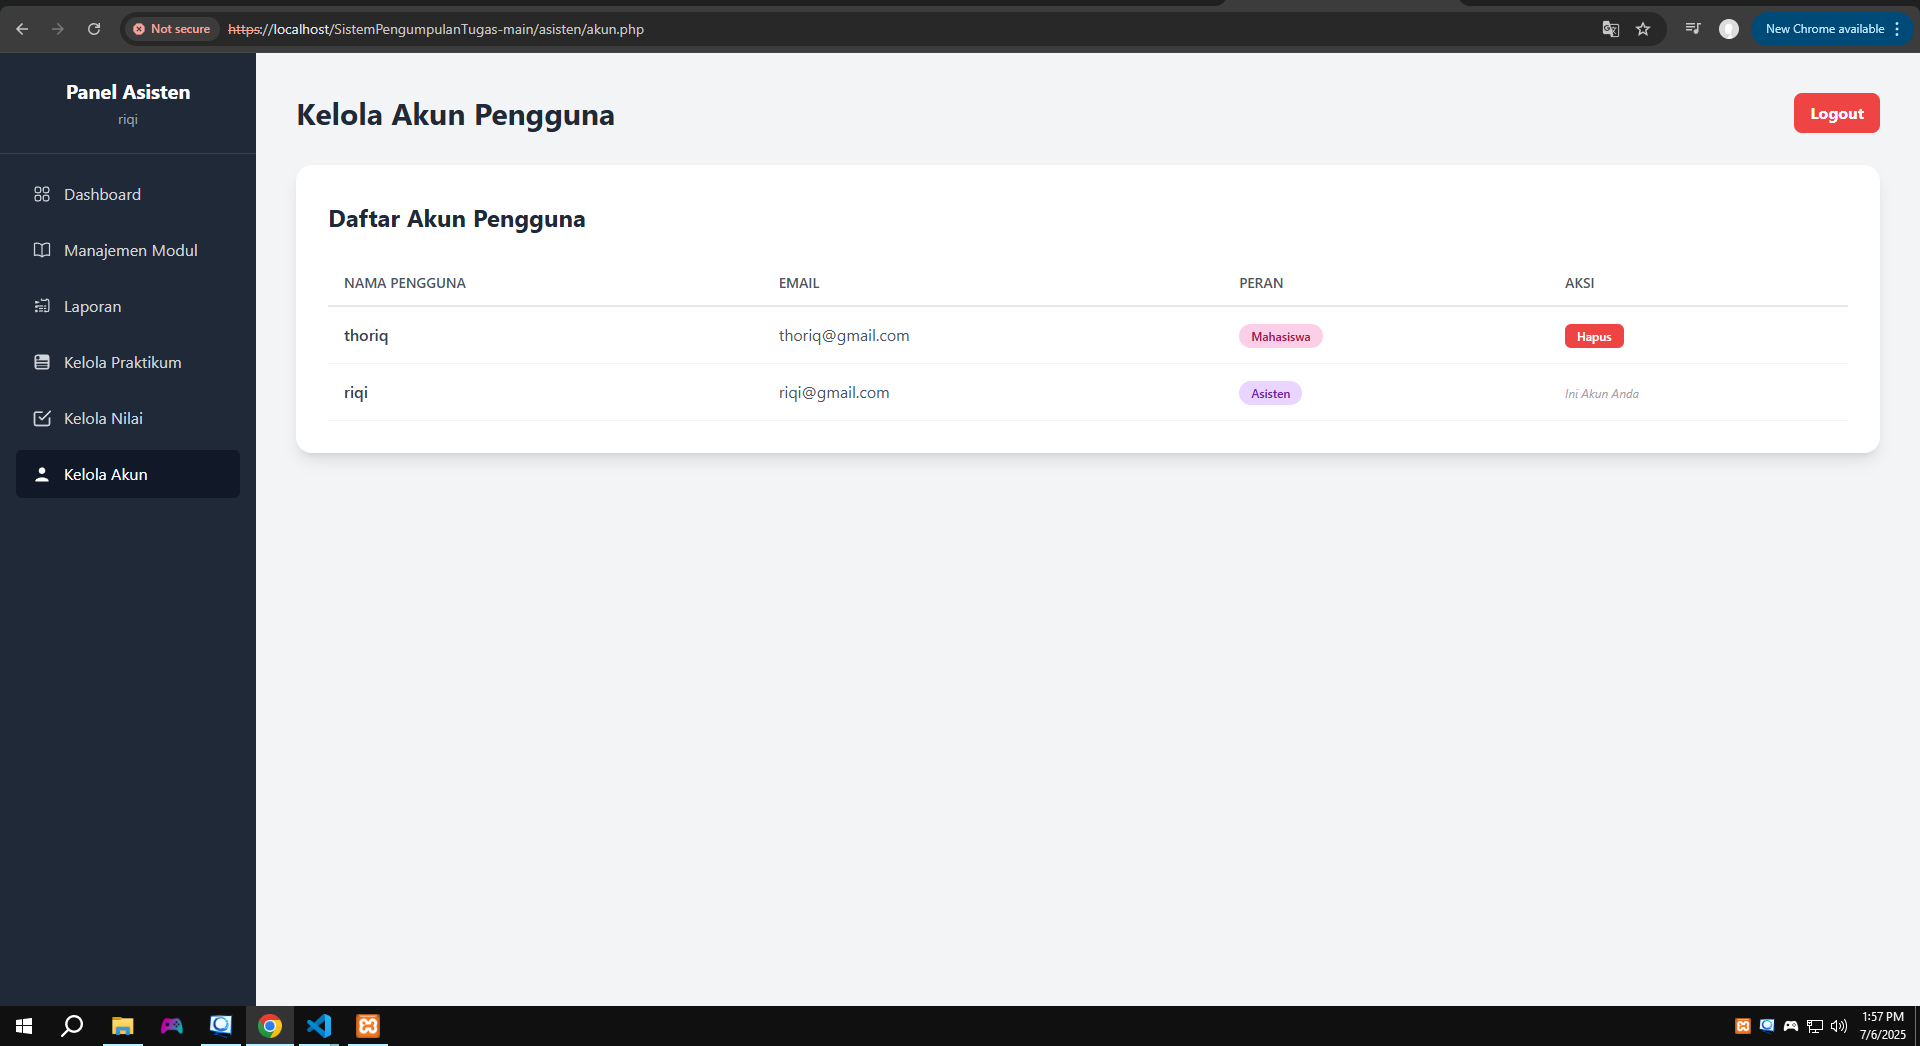 Not secure https://localhost/SistemPengumpulanTugas-main/asisten/akun.php New Chrome available
Panel Asisten
riqi
Dashboard
Manajemen Modul
Laporan
Kelola Praktikum
Kelola Nilai
Kelola Akun
Kelola Akun Pengguna
Logout
Daftar Akun Pengguna
NAMA PENGGUNA EMAIL PERAN AKSI
thoriq thoriq@gmail.com Mahasiswa Hapus
riqi riqi@gmail.com Asisten Ini Akun Anda
1:57 PM
7/6/2025